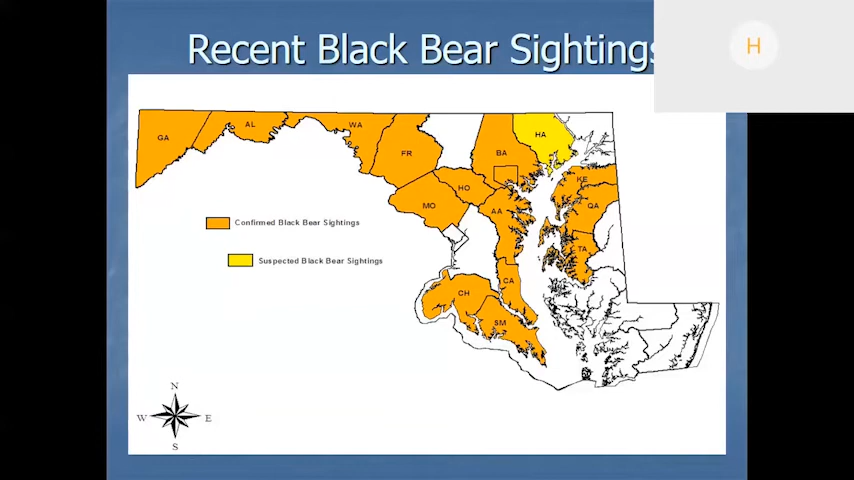 Recent Black Bear Sightings
H
GA
AL
WA
FR
BA
HA
HO
MO
AA
KE
QA
TA
Confirmed Black Bear Sightings
Suspected Black Bear Sightings
CA
CH
SM
N
W
E
S